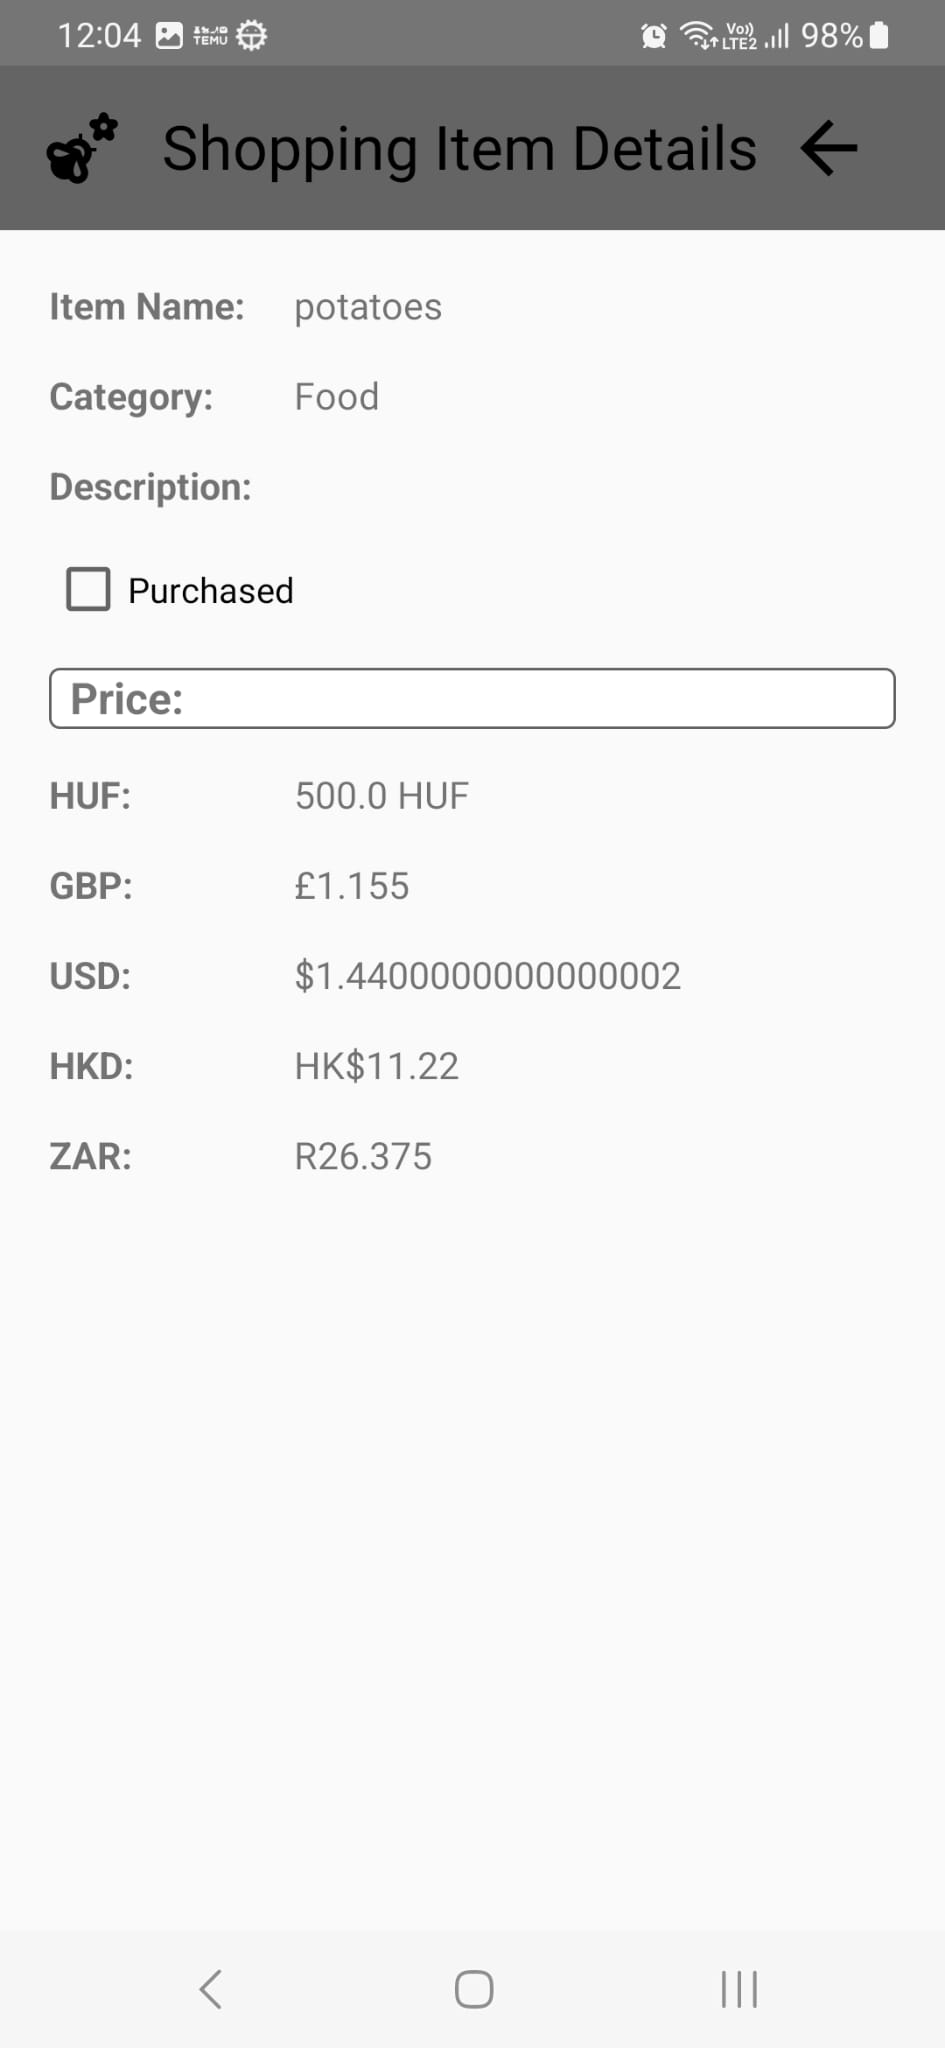 12:04 TEMU Vo)) LTE2 98%
Shopping Item Details
Item Name: potatoes
Category: Food
Description:
Purchased
Price:
HUF: 500.0 HUF
GBP: £1.155
USD: $1.4400000000000002
HKD: HK$11.22
ZAR: R26.375